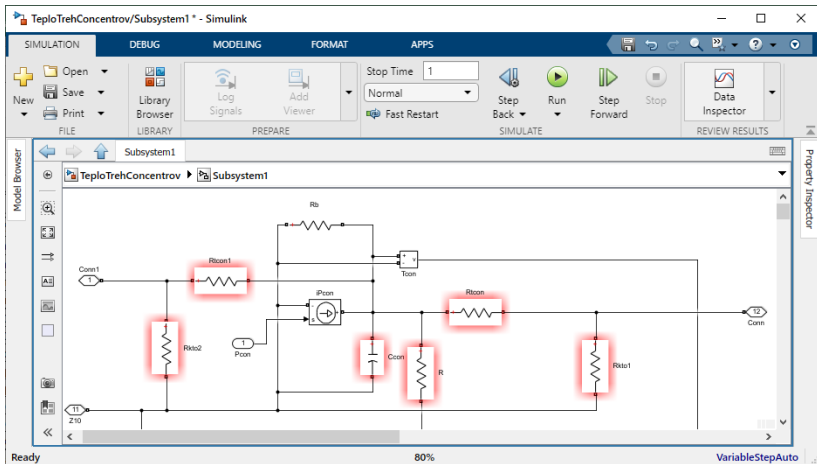 TeploTrehConcentrov/Subsystem1 * - Simulink
SIMULATION DEBUG MODELING FORMAT APPS
Open
Save
Print
New
FILE
Library
Browser
LIBRARY
Log
Signals
Add
Viewer
PREPARE
Stop Time 1
Normal
Fast Restart
Step
Back
Run
Step
Forward
Stop
SIMULATE
Data
Inspector
REVIEW RESULTS
Model Browser
Subsystem1
TeploTrehConcentrov Subsystem1
Property Inspector
Rb
+
Conn1
1
Rtcon1
+
+
-
v
Tcon
iPcon
-
s
Rtcon
+
12
Conn
Rkto2
+
1
Pcon
Ccon
+
R
+
Rkto1
+
11
Z10
Ready
80%
VariableStepAuto